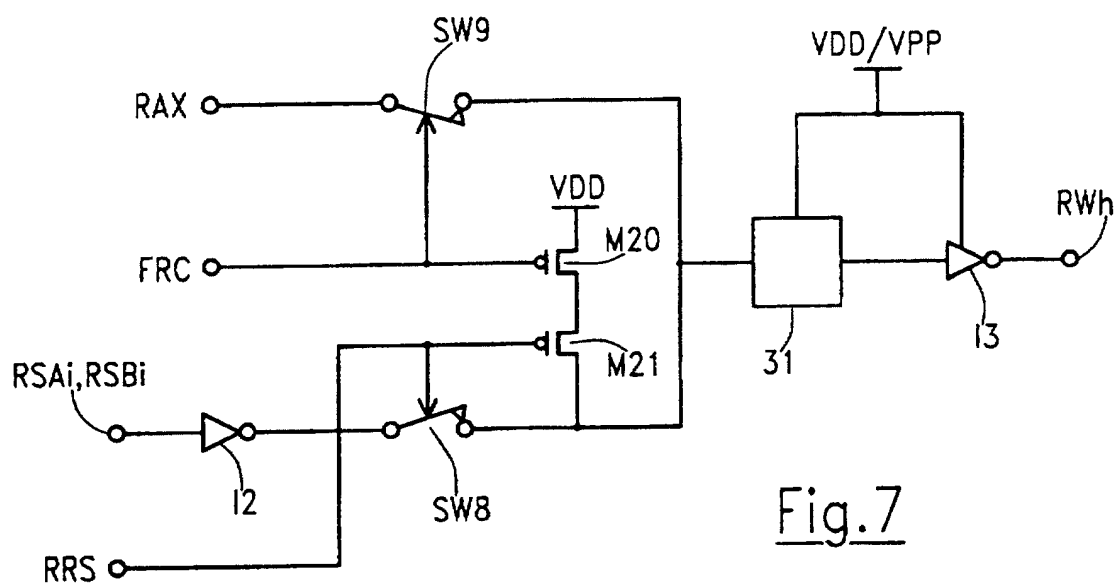 SW9
VDD/VPP
RAX
VDD
RWh
M20
FRC
M21
31
I3
RSAi,RSBi
I2
SW8
RRS
Fig.7